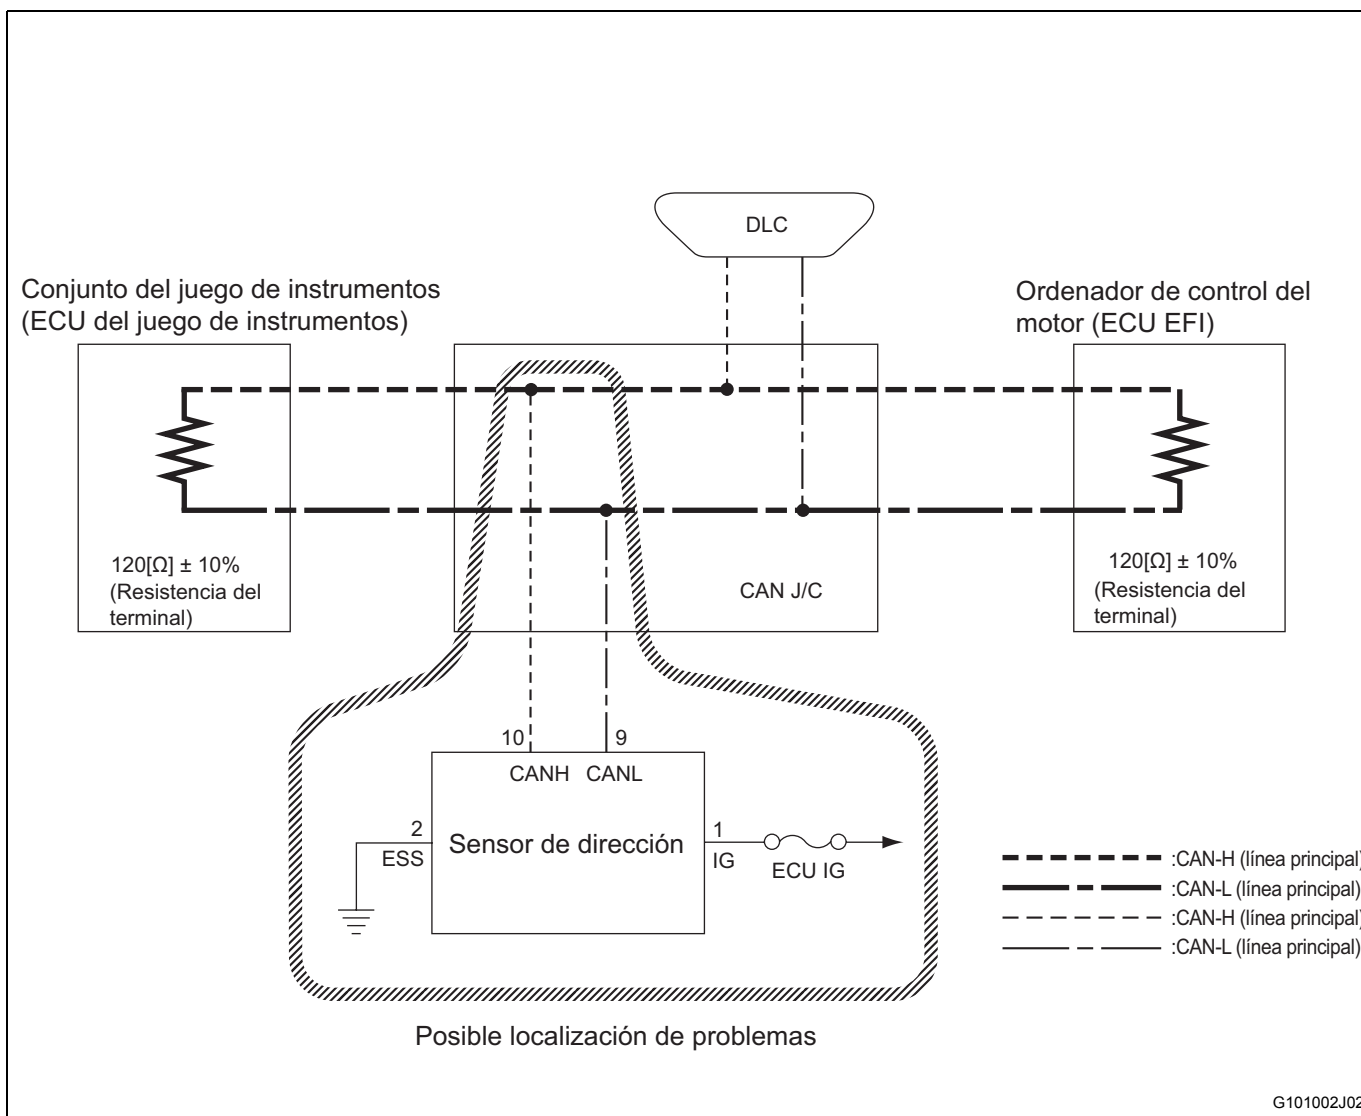 DLC
Conjunto del juego de instrumentos
(ECU del juego de instrumentos)
Ordenador de control del
motor (ECU EFI)
120[Ω] ± 10%
(Resistencia del
terminal)
CAN J/C
120[Ω] ± 10%
(Resistencia del
terminal)
10
9
CANH
CANL
2
ESS
Sensor de dirección
1
IG
ECU IG
:CAN-H (línea principal)
:CAN-L (línea principal)
:CAN-H (línea principal)
:CAN-L (línea principal)
Posible localización de problemas
G101002J02